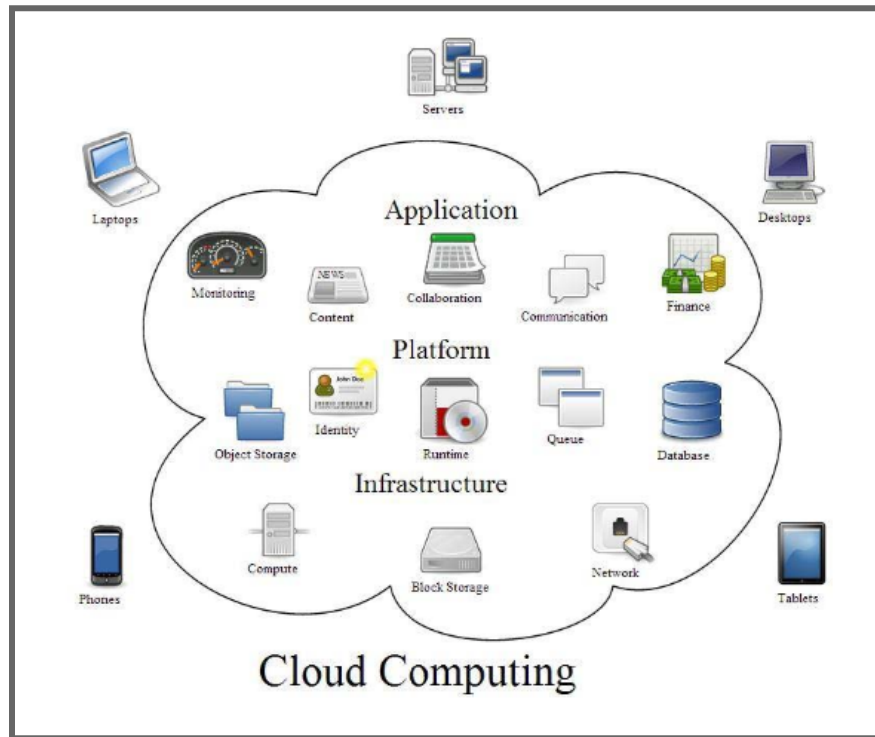 Servers
Laptops
Desktops
Application
Monitoring
NEWS
Content
Collaboration
Communication
Finance
Platform
John Doe
Object Storage
Identity
Runtime
Queue
Database
Infrastructure
Compute
Block Storage
Network
Phones
Tablets
Cloud Computing